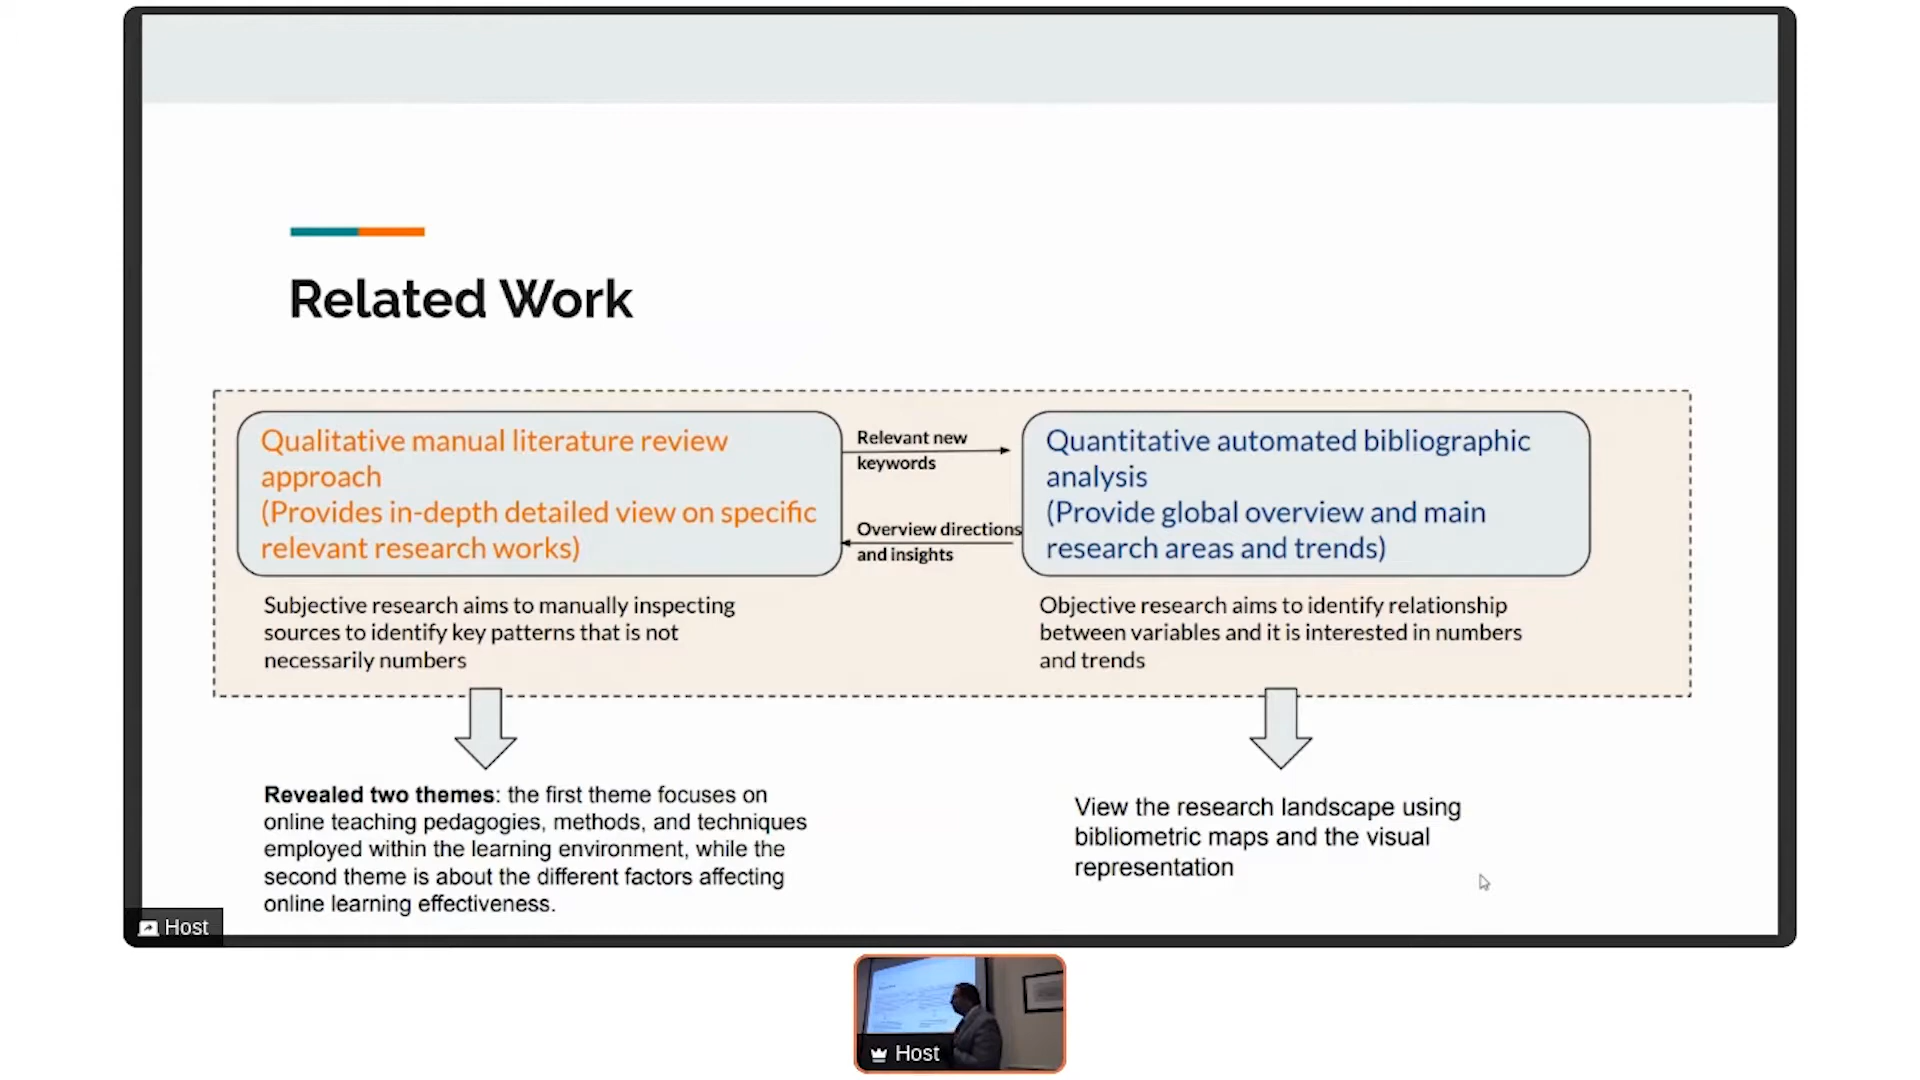 Related Work
Qualitative manual literature review
approach
(Provides in-depth detailed view on specific
relevant research works)
Relevant new
keywords
Overview directions
and insights
Quantitative automated bibliographic
analysis
(Provide global overview and main
research areas and trends)
Subjective research aims to manually inspecting
sources to identify key patterns that is not
necessarily numbers
Objective research aims to identify relationship
between variables and it is interested in numbers
and trends
Revealed two themes: the first theme focuses on
online teaching pedagogies, methods, and techniques
employed within the learning environment, while the
second theme is about the different factors affecting
online learning effectiveness.
View the research landscape using
bibliometric maps and the visual
representation
Host
Host